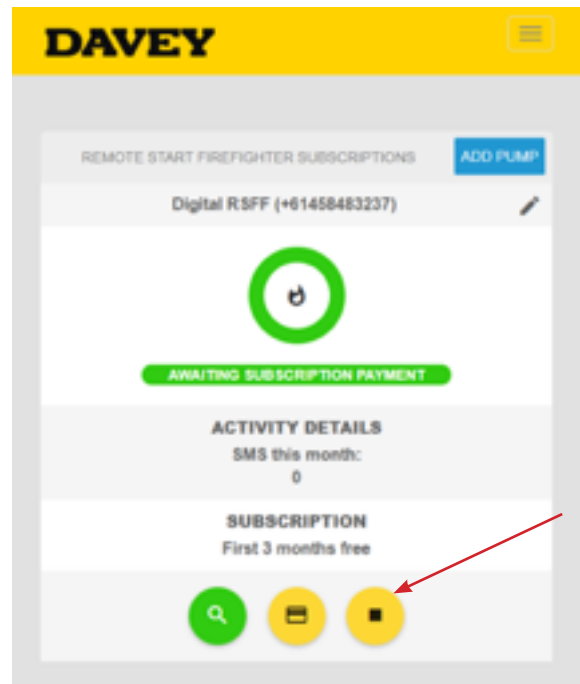 DAVEY
REMOTE START FIREFIGHTER SUBSCRIPTIONS
ADD PUMP
Digital RSFF (+61458483237)
AWAITING SUBSCRIPTION PAYMENT
ACTIVITY DETAILS
SMS this month:
0
SUBSCRIPTION
First 3 months free